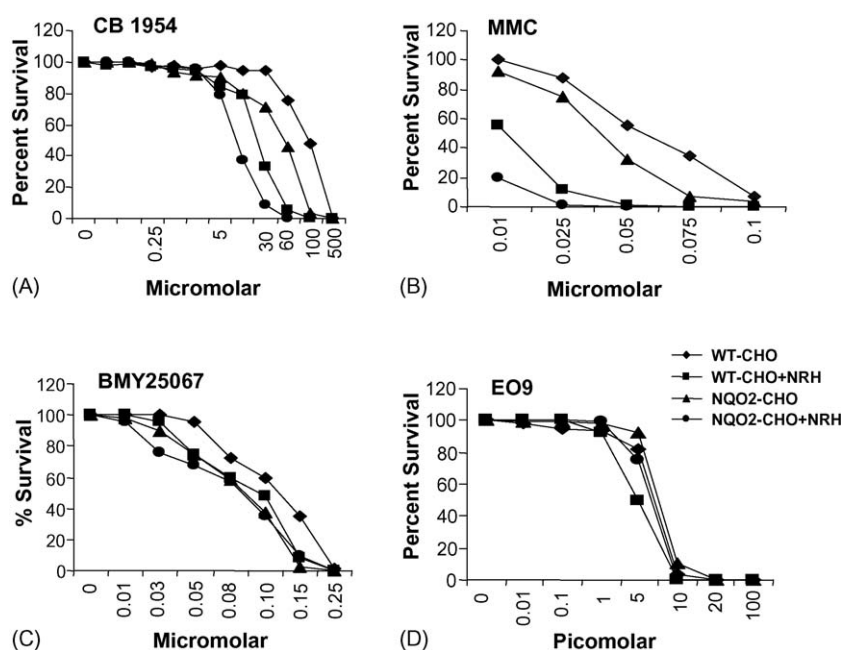 CB 1954
120
100
80
60
40
20
0
Percent Survival
0
0.25
5
30
60
100
500
Micromolar
(A)
MMC
120
100
80
60
40
20
0
Percent Survival
0.01
0.025
0.05
0.075
0.1
Micromolar
(B)
BMY25067
120
100
80
60
40
20
0
% Survival
0
0.01
0.03
0.05
0.08
0.10
0.15
0.25
Micromolar
(C)
EO9
WT-CHO
WT-CHO+NRH
NQO2-CHO
NQO2-CHO+NRH
120
100
80
60
40
20
0
Percent Survival
0
0.01
0.1
1
5
10
20
100
Picomolar
(D)